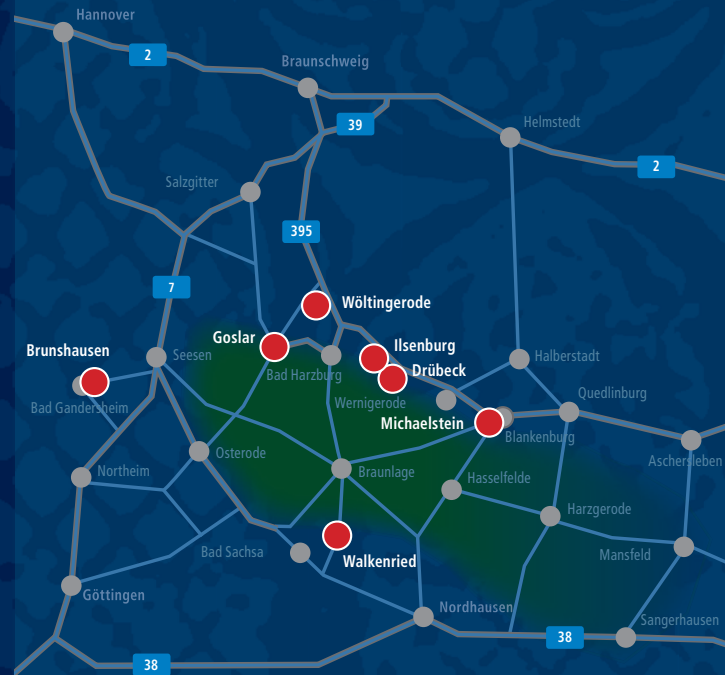 Hannover
2
Braunschweig
39
Helmstedt
2
Salzgitter
395
7
Wöltingerode
Goslar
Ilsenburg
Brunshausen
Seesen
Bad Harzburg
Drübeck
Halberstadt
Bad Gandersheim
Wernigerode
Quedlinburg
Michaelstein
Blankenburg
Osterode
Aschersleben
Northeim
Braunlage
Hasselfelde
Harzgerode
Bad Sachsa
Walkenried
Mansfeld
Göttingen
Nordhausen
Sangerhausen
38
38